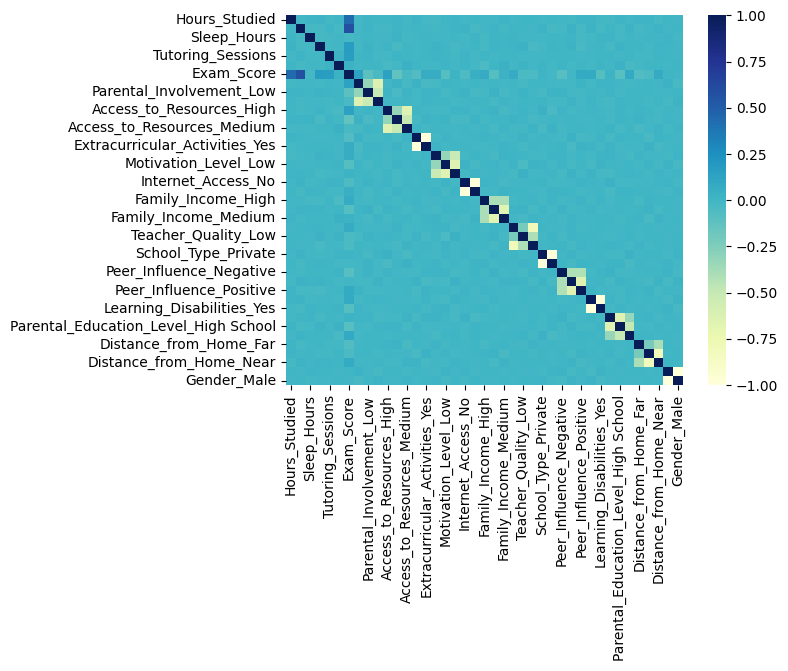 Hours_Studied
Sleep_Hours
Tutoring_Sessions
Exam_Score
Parental_Involvement_Low
Access_to_Resources_High
Access_to_Resources_Medium
Extracurricular_Activities_Yes
Motivation_Level_Low
Internet_Access_No
Family_Income_High
Family_Income_Medium
Teacher_Quality_Low
School_Type_Private
Peer_Influence_Negative
Peer_Influence_Positive
Learning_Disabilities_Yes
Parental_Education_Level_High School
Distance_from_Home_Far
Distance_from_Home_Near
Gender_Male
Hours_Studied
Sleep_Hours
Tutoring_Sessions
Exam_Score
Parental_Involvement_Low
Access_to_Resources_High
Access_to_Resources_Medium
Extracurricular_Activities_Yes
Motivation_Level_Low
Internet_Access_No
Family_Income_High
Family_Income_Medium
Teacher_Quality_Low
School_Type_Private
Peer_Influence_Negative
Peer_Influence_Positive
Learning_Disabilities_Yes
Parental_Education_Level_High School
Distance_from_Home_Far
Distance_from_Home_Near
Gender_Male
1.00
0.75
0.50
0.25
0.00
−0.25
−0.50
−0.75
−1.00